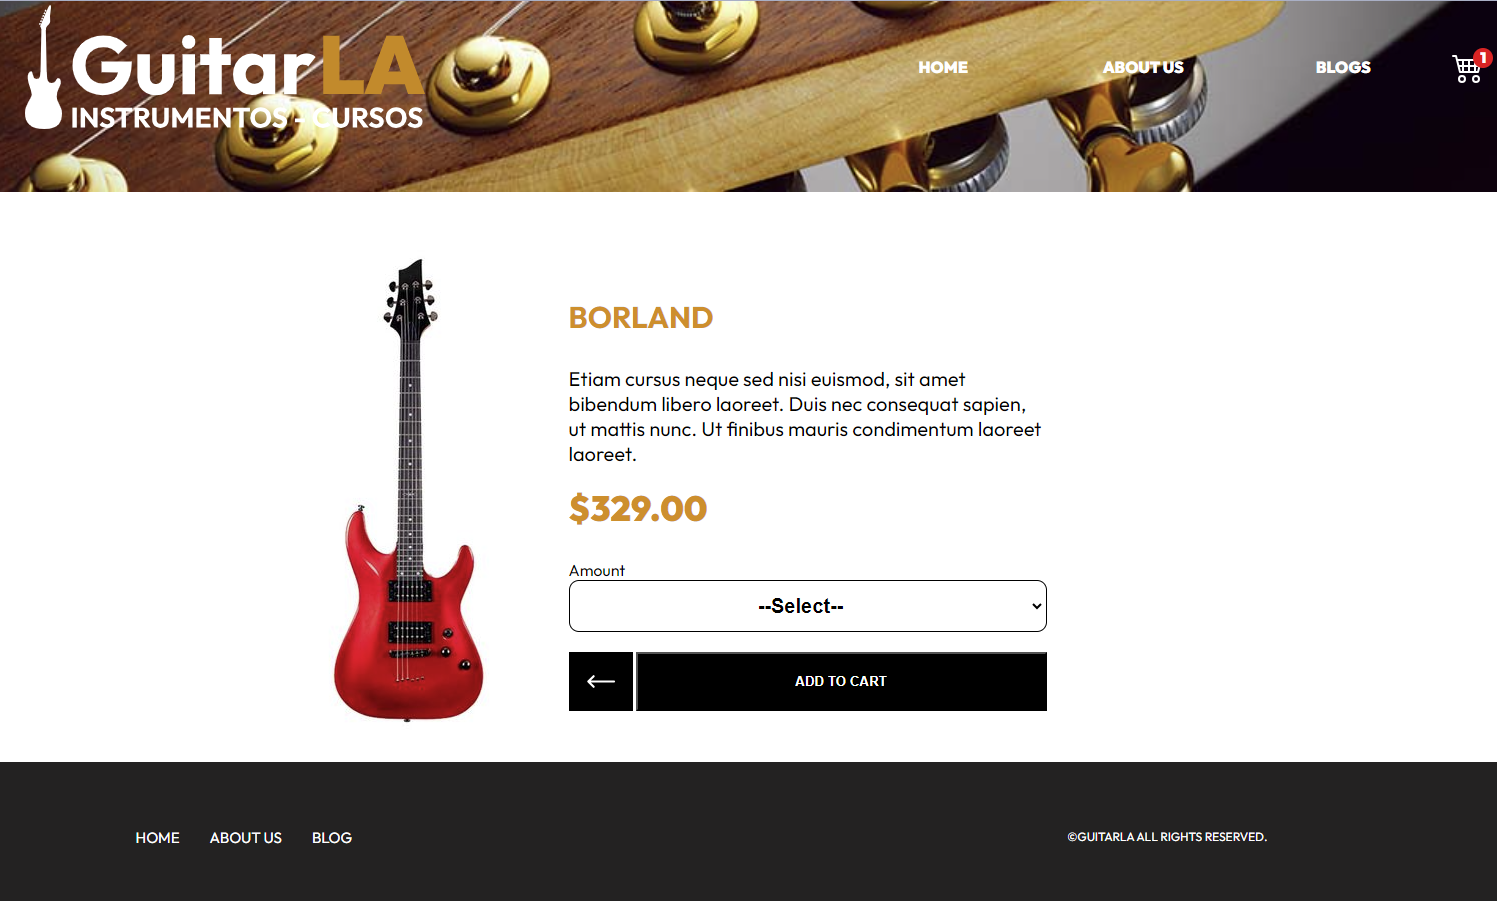 GuitarLA
INSTRUMENTOS - CURSOS
HOME
ABOUT US
BLOGS
1
BORLAND
Etiam cursus neque sed nisi euismod, sit amet
bibendum libero laoreet. Duis nec consequat sapien,
ut mattis nunc. Ut finibus mauris condimentum laoreet
laoreet.
$329.00
Amount
--Select--
ADD TO CART
HOME
ABOUT US
BLOG
©GUITARLA ALL RIGHTS RESERVED.